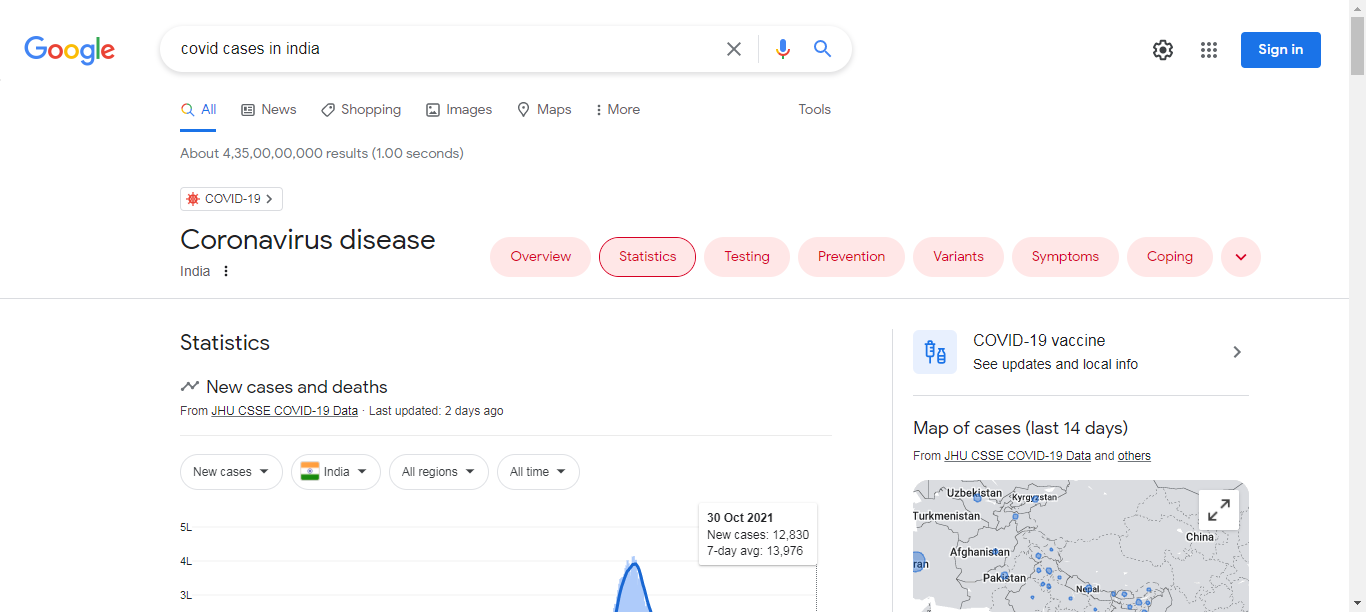 Google
covid cases in india
Sign in
All News Shopping Images Maps More Tools
About 4,35,00,00,000 results (1.00 seconds)
COVID-19
Coronavirus disease
India
Overview Statistics Testing Prevention Variants Symptoms Coping
Statistics
New cases and deaths
From JHU CSSE COVID-19 Data · Last updated: 2 days ago
New cases India All regions All time
30 Oct 2021
New cases: 12,830
7-day avg: 13,976
5L
4L
3L
COVID-19 vaccine
See updates and local info
Map of cases (last 14 days)
From JHU CSSE COVID-19 Data and others
Uzbekistan
Kyrgyzstan
Turkmenistan
China
Afghanistan
ran
Pakistan
Nepal